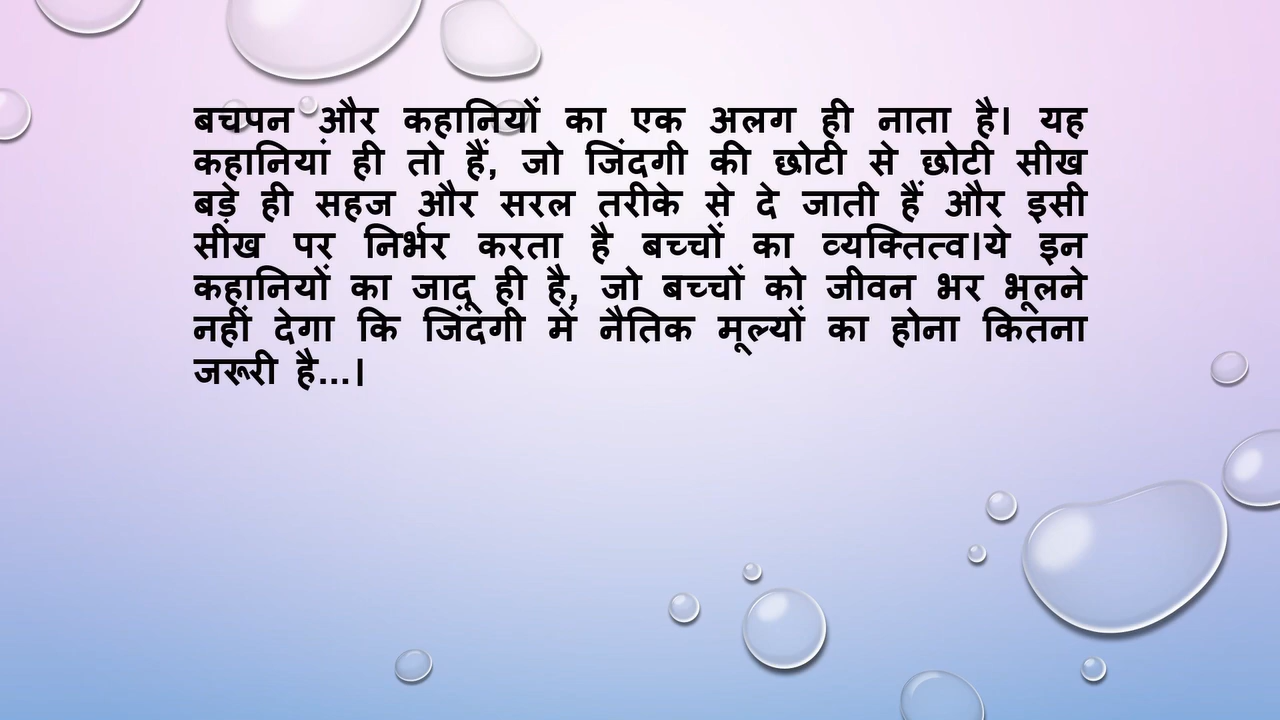 बचपन और कहानियों का एक अलग ही नाता है। यह
कहानियां ही तो हैं, जो जिंदगी की छोटी से छोटी सीख
बड़े ही सहज और सरल तरीके से दे जाती हैं और इसी
सीख पर निर्भर करता है बच्चों का व्यक्तित्व।ये इन
कहानियों का जादू ही है, जो बच्चों को जीवन भर भूलने
नहीं देगा कि जिंदगी में नैतिक मूल्यों का होना कितना
जरूरी है...।